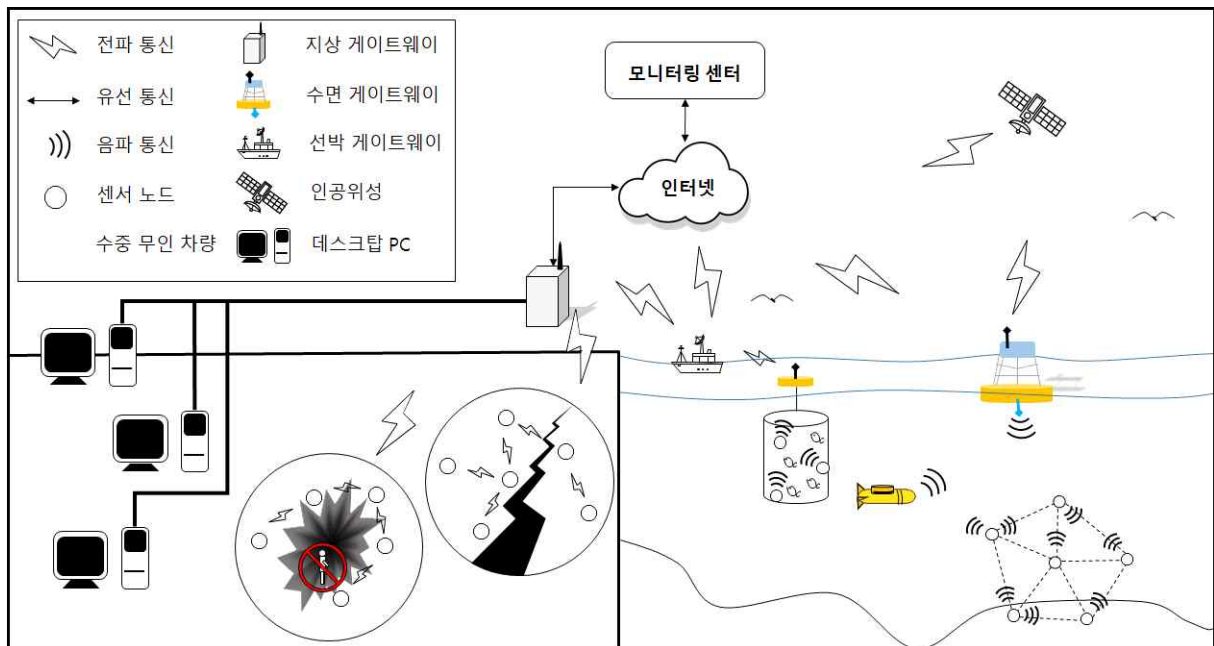 전파 통신
지상 게이트웨이
유선 통신
수면 게이트웨이
음파 통신
선박 게이트웨이
센서 노드
인공위성
수중 무인 차량
데스크탑 PC
모니터링 센터
인터넷